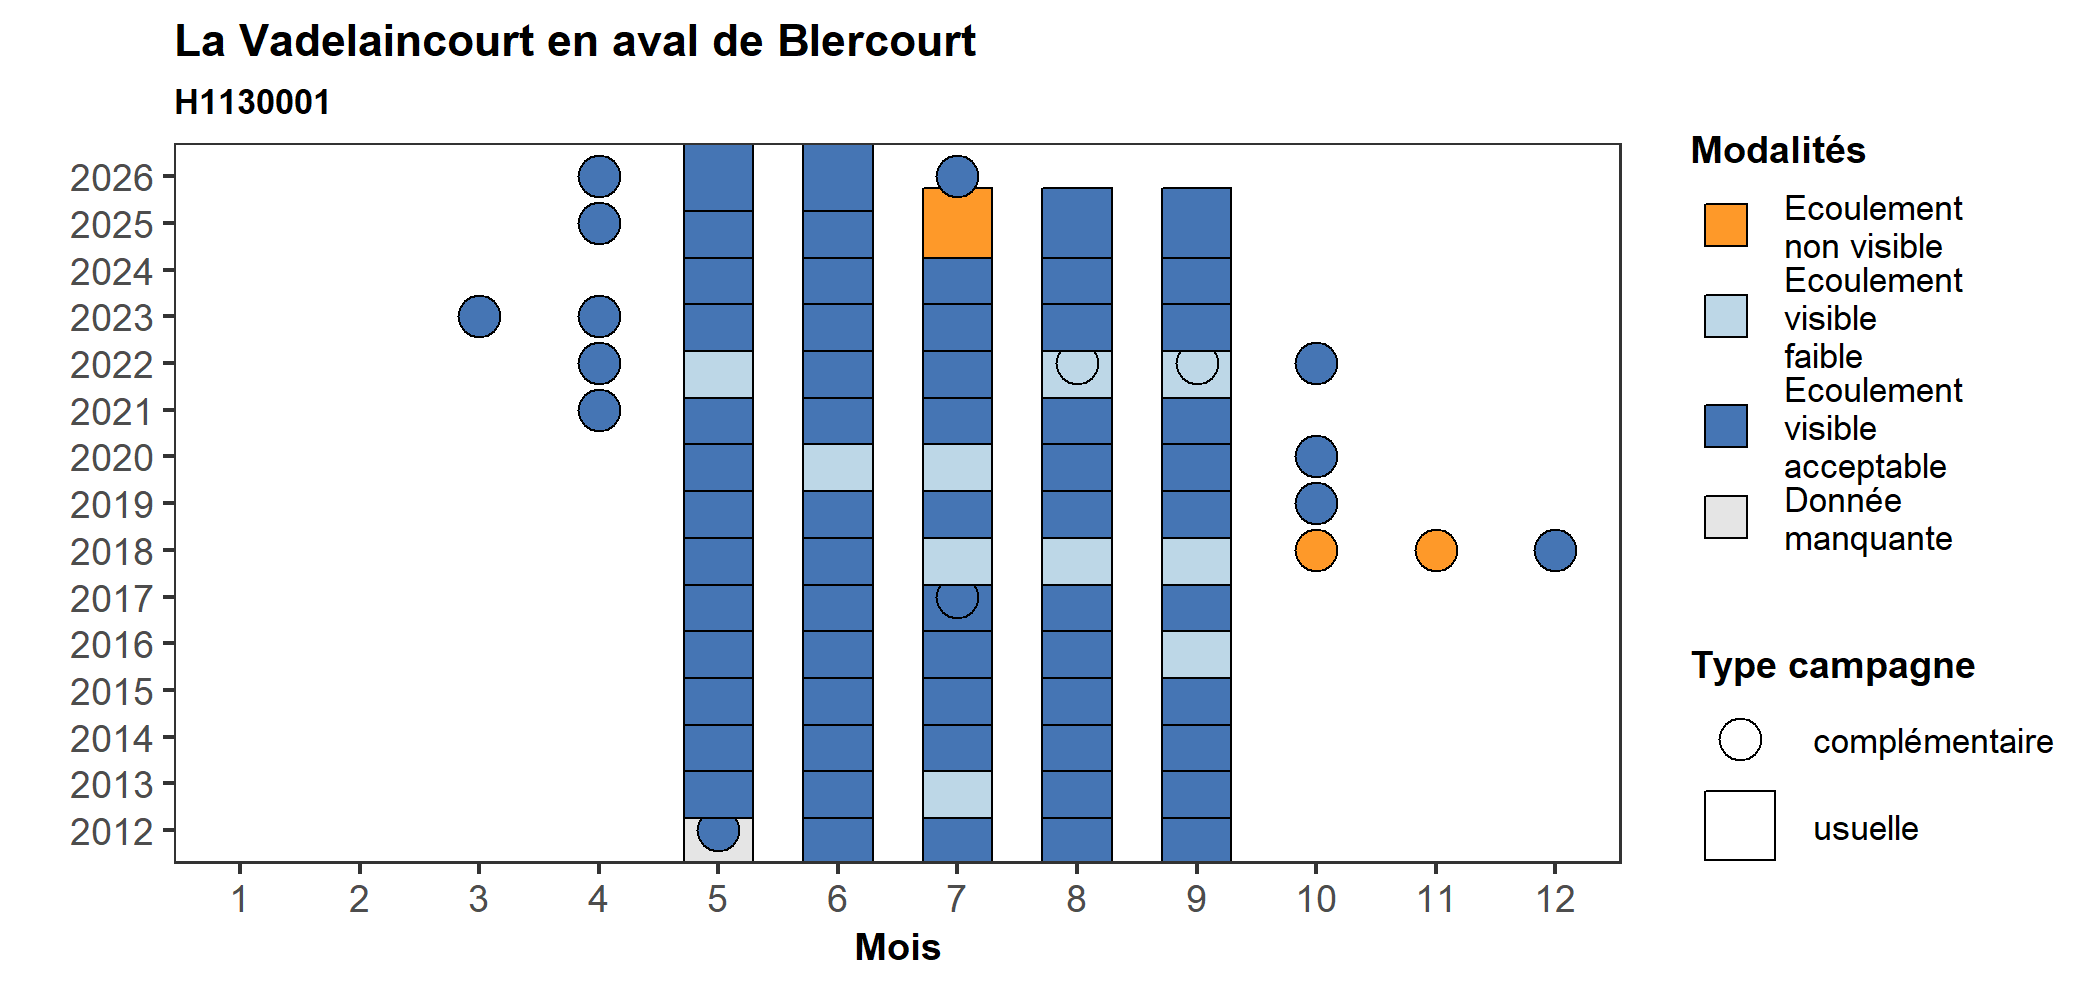 La Vadelaincourt en aval de Blercourt
H1130001
2026
2025
2024
2023
2022
2021
2020
2019
2018
2017
2016
2015
2014
2013
2012
1 2 3 4 5 6 7 8 9 10 11 12
Mois
Modalités
Ecoulement
non visible
Ecoulement
visible
faible
Ecoulement
visible
acceptable
Donnée
manquante
Type campagne
complémentaire
usuelle